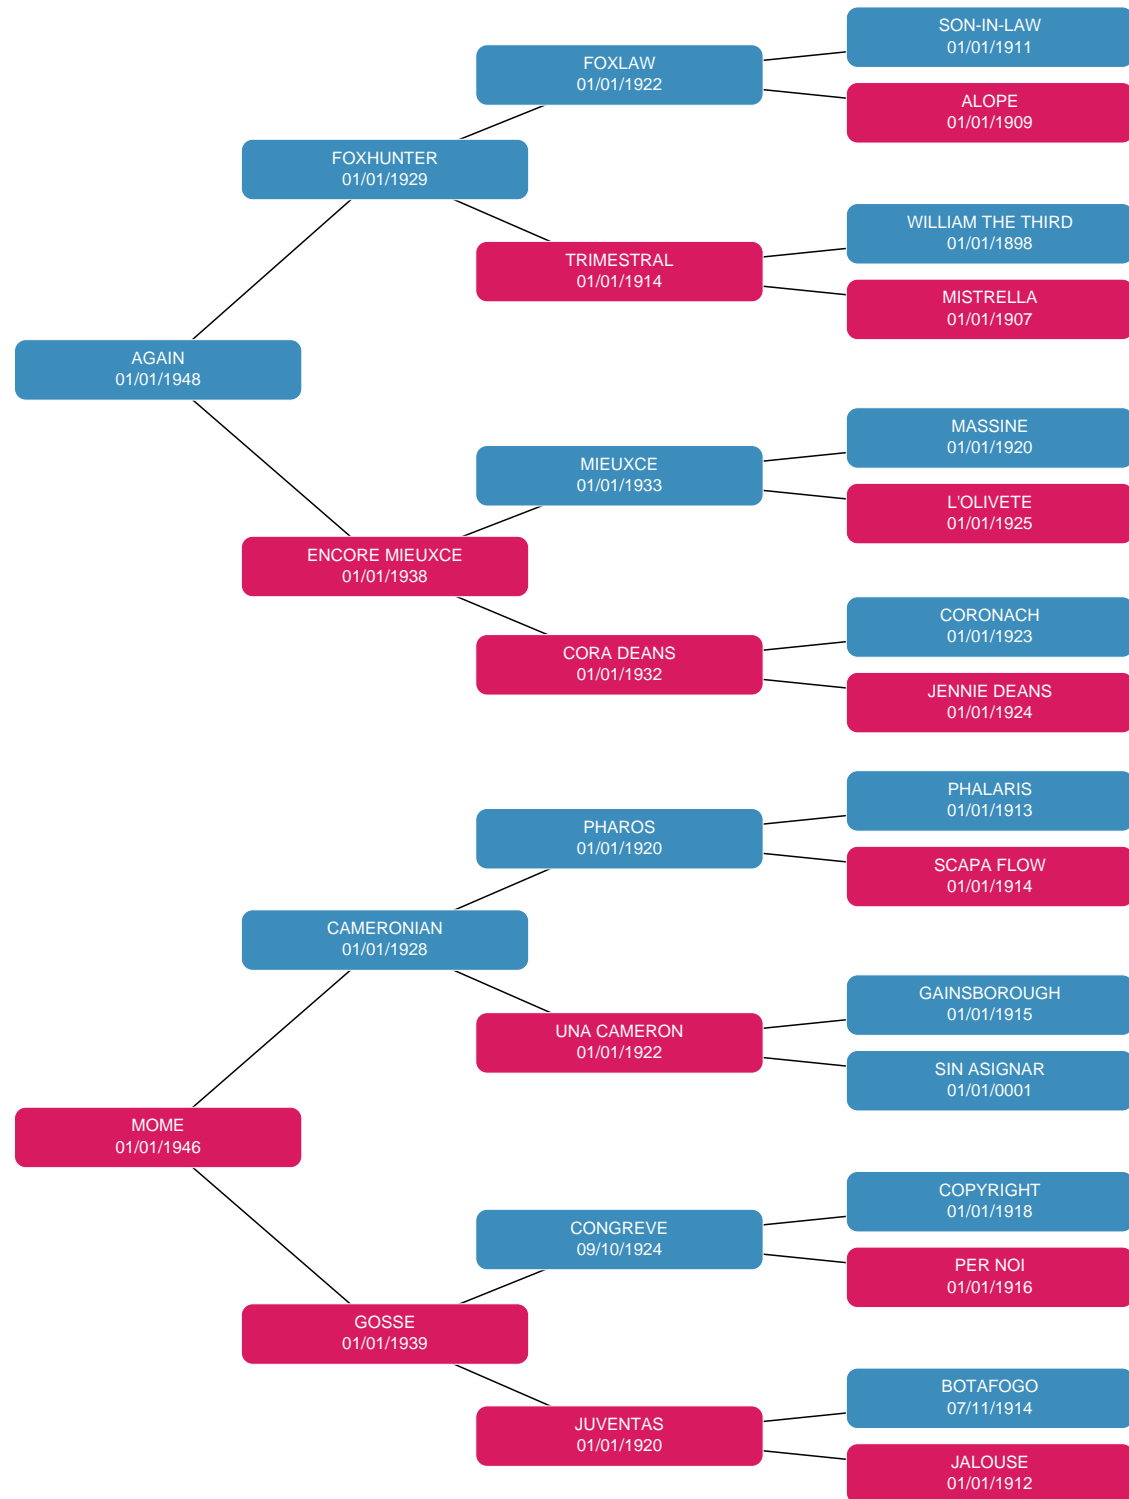 SON-IN-LAW
01/01/1911
FOXLAW
01/01/1922
ALOPE
01/01/1909
FOXHUNTER
01/01/1929
WILLIAM THE THIRD
01/01/1898
TRIMESTRAL
01/01/1914
MISTRELLA
01/01/1907
AGAIN
01/01/1948
MASSINE
01/01/1920
MIEUXCE
01/01/1933
L'OLIVETE
01/01/1925
ENCORE MIEUXCE
01/01/1938
CORONACH
01/01/1923
CORA DEANS
01/01/1932
JENNIE DEANS
01/01/1924
PHALARIS
01/01/1913
PHAROS
01/01/1920
SCAPA FLOW
01/01/1914
CAMERONIAN
01/01/1928
GAINSBOROUGH
01/01/1915
UNA CAMERON
01/01/1922
SIN ASIGNAR
01/01/0001
MOME
01/01/1946
COPYRIGHT
01/01/1918
CONGREVE
09/10/1924
PER NOI
01/01/1916
GOSSE
01/01/1939
BOTAFOGO
07/11/1914
JUVENTAS
01/01/1920
JALOUSE
01/01/1912